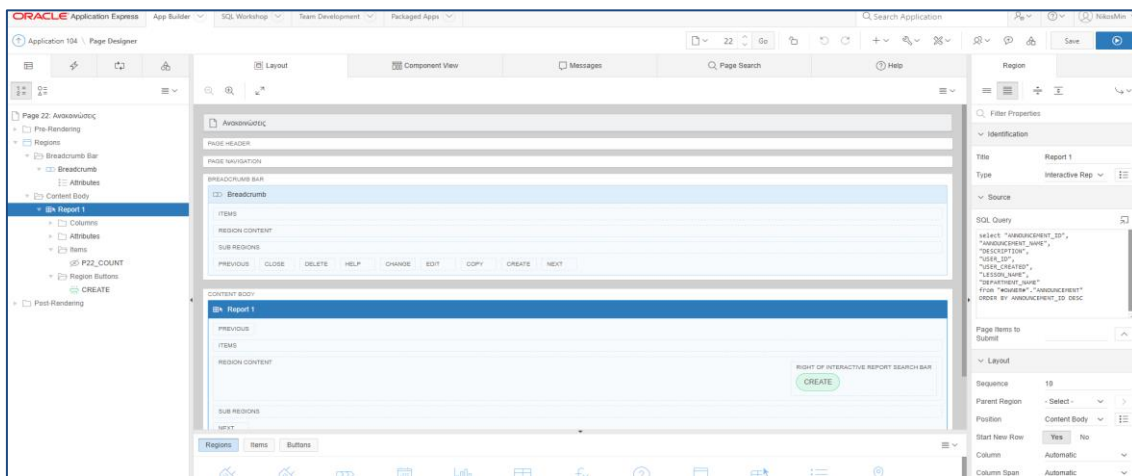 ORACLE Application Express App Builder SQL Workshop Team Development Packaged Apps Search Application NikosMin
Application 104 \ Page Designer 22 Go Save
Layout Component View Messages Page Search Help Region
Page 22: Ανακοινώσεις
Pre-Rendering
Regions
Breadcrumb Bar
Breadcrumb
Attributes
Content Body
Report 1
Columns
Attributes
Items
P22_COUNT
Region Buttons
CREATE
Post-Rendering
Ανακοινώσεις
PAGE HEADER
PAGE NAVIGATION
BREADCRUMB BAR
Breadcrumb
ITEMS
REGION CONTENT
SUB REGIONS
PREVIOUS CLOSE DELETE HELP CHANGE EDIT COPY CREATE NEXT
CONTENT BODY
Report 1
PREVIOUS
ITEMS
REGION CONTENT
RIGHT OF INTERACTIVE REPORT SEARCH BAR
CREATE
SUB REGIONS
NEXT
Regions Items Buttons
Filter Properties
Identification
Title Report 1
Type Interactive Rep
Source
SQL Query
select "ANNOUNCEMENT_ID",
"ANNOUNCEMENT_NAME",
"DESCRIPTION",
"USER_ID",
"USER_CREATED",
"LESSON_NAME",
"DEPARTMENT_NAME"
from "#OWNER#"."ANNOUNCEMENT"
ORDER BY ANNOUNCEMENT_ID DESC
Page Items to
Submit
Layout
Sequence 10
Parent Region - Select -
Position Content Body
Start New Row Yes No
Column Automatic
Column Span Automatic